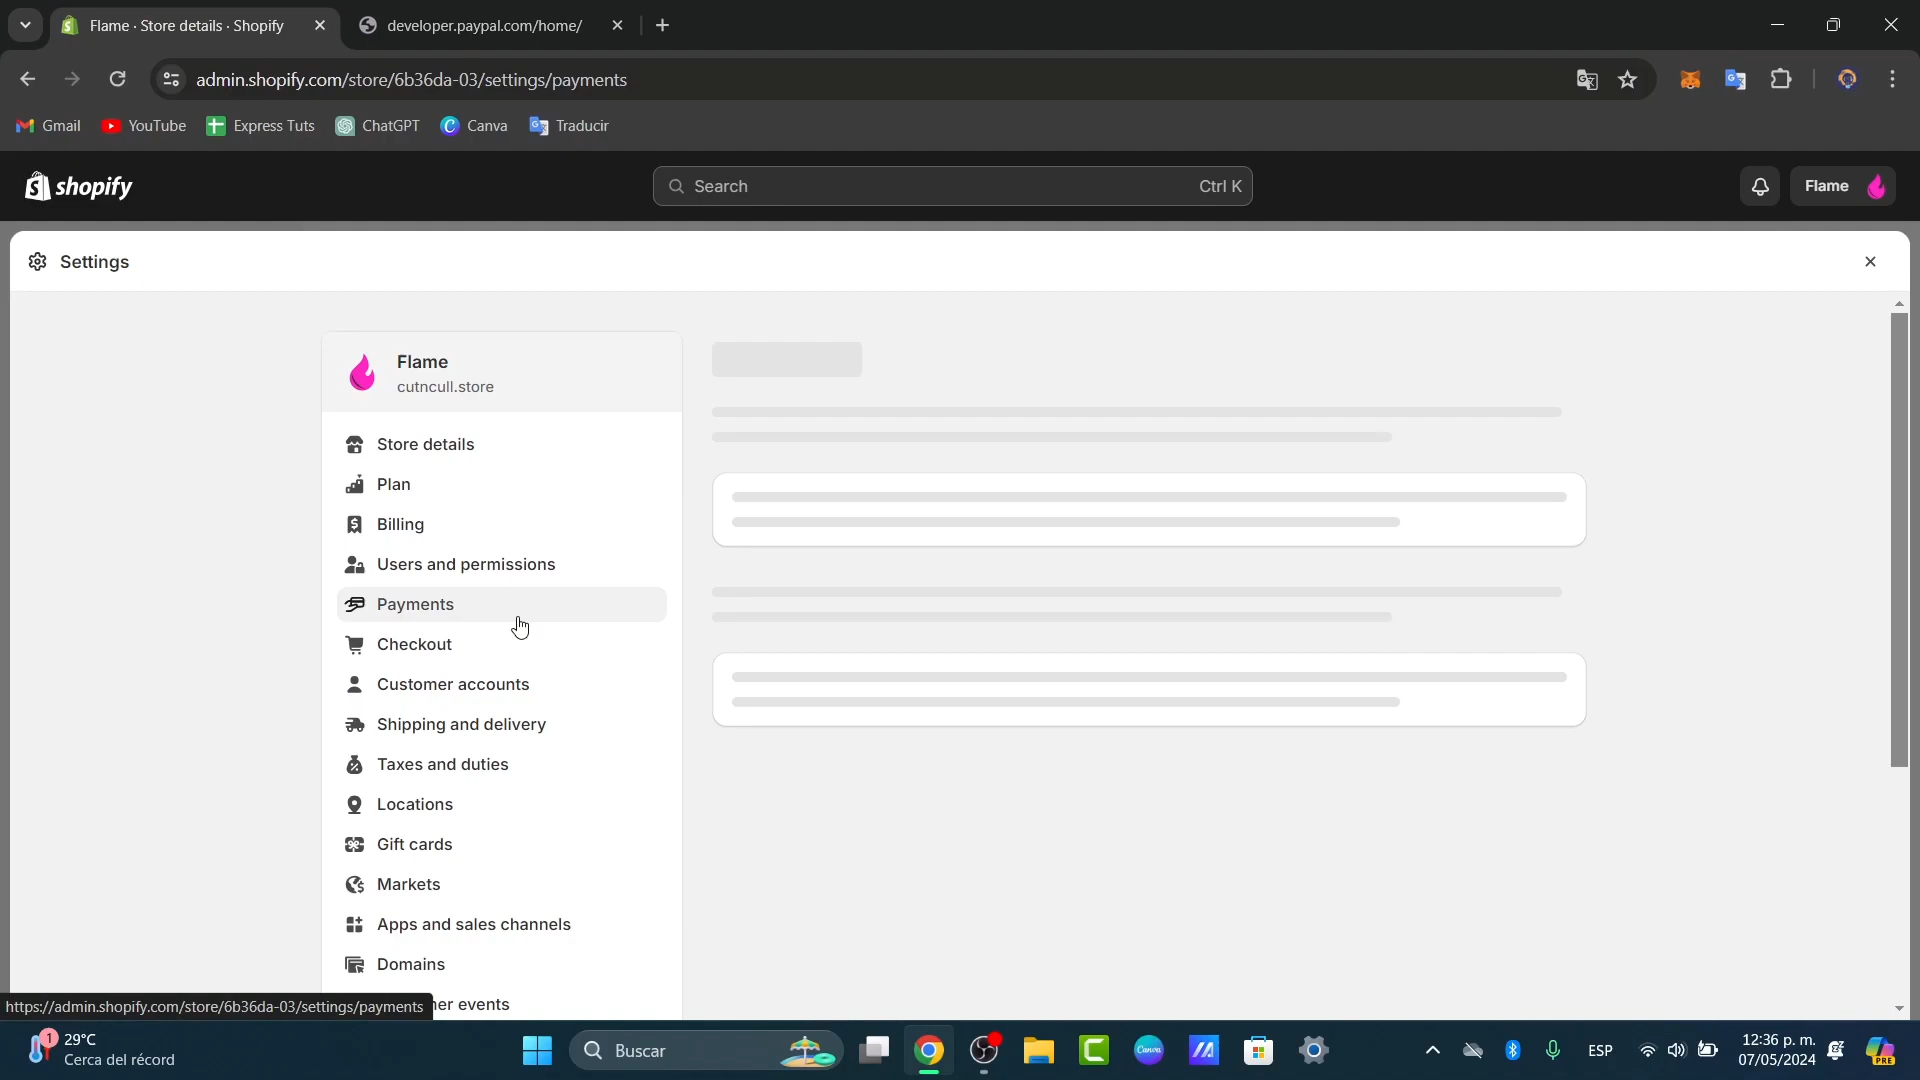 Flame · Store details · Shopify
developer.paypal.com/home/
admin.shopify.com/store/6b36da-03/settings/payments
Gmail
YouTube
Express Tuts
ChatGPT
Canva
Traducir
shopify
Search
Ctrl K
Flame
Settings
Flame
cutncull.store
Store details
Plan
Billing
Users and permissions
Payments
Checkout
Customer accounts
Shipping and delivery
Taxes and duties
Locations
Gift cards
Markets
Apps and sales channels
Domains
https://admin.shopify.com/store/6b36da-03/settings/payments
er events
1
29°C
Cerca del récord
Buscar
Canva
ESP
12:36 p. m.
07/05/2024
PRE